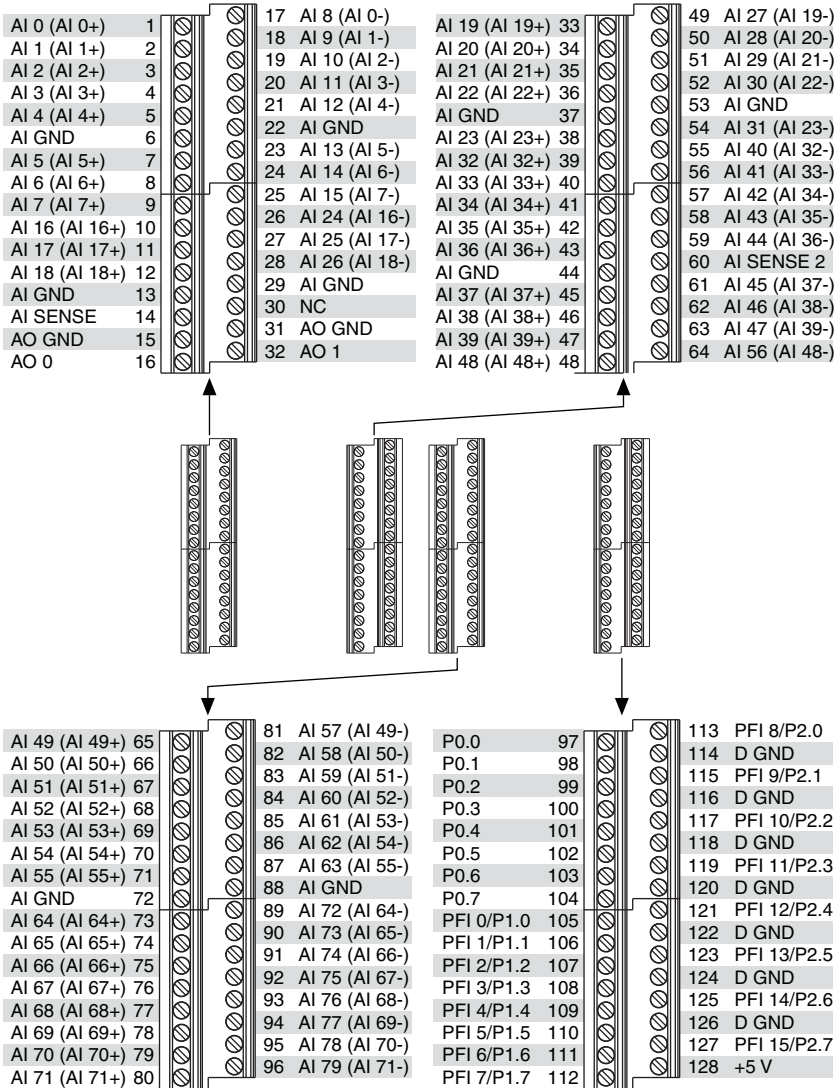 AI 0 (AI 0+) 1
AI 1 (AI 1+) 2
AI 2 (AI 2+) 3
AI 3 (AI 3+) 4
AI 4 (AI 4+) 5
AI GND 6
AI 5 (AI 5+) 7
AI 6 (AI 6+) 8
AI 7 (AI 7+) 9
AI 16 (AI 16+) 10
AI 17 (AI 17+) 11
AI 18 (AI 18+) 12
AI GND 13
AI SENSE 14
AO GND 15
AO 0 16
17 AI 8 (AI 0-)
18 AI 9 (AI 1-)
19 AI 10 (AI 2-)
20 AI 11 (AI 3-)
21 AI 12 (AI 4-)
22 AI GND
23 AI 13 (AI 5-)
24 AI 14 (AI 6-)
25 AI 15 (AI 7-)
26 AI 24 (AI 16-)
27 AI 25 (AI 17-)
28 AI 26 (AI 18-)
29 AI GND
30 NC
31 AO GND
32 AO 1
AI 19 (AI 19+) 33
AI 20 (AI 20+) 34
AI 21 (AI 21+) 35
AI 22 (AI 22+) 36
AI GND 37
AI 23 (AI 23+) 38
AI 32 (AI 32+) 39
AI 33 (AI 33+) 40
AI 34 (AI 34+) 41
AI 35 (AI 35+) 42
AI 36 (AI 36+) 43
AI GND 44
AI 37 (AI 37+) 45
AI 38 (AI 38+) 46
AI 39 (AI 39+) 47
AI 48 (AI 48+) 48
49 AI 27 (AI 19-)
50 AI 28 (AI 20-)
51 AI 29 (AI 21-)
52 AI 30 (AI 22-)
53 AI GND
54 AI 31 (AI 23-)
55 AI 40 (AI 32-)
56 AI 41 (AI 33-)
57 AI 42 (AI 34-)
58 AI 43 (AI 35-)
59 AI 44 (AI 36-)
60 AI SENSE 2
61 AI 45 (AI 37-)
62 AI 46 (AI 38-)
63 AI 47 (AI 39-)
64 AI 56 (AI 48-)
AI 49 (AI 49+) 65
AI 50 (AI 50+) 66
AI 51 (AI 51+) 67
AI 52 (AI 52+) 68
AI 53 (AI 53+) 69
AI 54 (AI 54+) 70
AI 55 (AI 55+) 71
AI GND 72
AI 64 (AI 64+) 73
AI 65 (AI 65+) 74
AI 66 (AI 66+) 75
AI 67 (AI 67+) 76
AI 68 (AI 68+) 77
AI 69 (AI 69+) 78
AI 70 (AI 70+) 79
AI 71 (AI 71+) 80
81 AI 57 (AI 49-)
82 AI 58 (AI 50-)
83 AI 59 (AI 51-)
84 AI 60 (AI 52-)
85 AI 61 (AI 53-)
86 AI 62 (AI 54-)
87 AI 63 (AI 55-)
88 AI GND
89 AI 72 (AI 64-)
90 AI 73 (AI 65-)
91 AI 74 (AI 66-)
92 AI 75 (AI 67-)
93 AI 76 (AI 68-)
94 AI 77 (AI 69-)
95 AI 78 (AI 70-)
96 AI 79 (AI 71-)
P0.0 97
P0.1 98
P0.2 99
P0.3 100
P0.4 101
P0.5 102
P0.6 103
P0.7 104
PFI 0/P1.0 105
PFI 1/P1.1 106
PFI 2/P1.2 107
PFI 3/P1.3 108
PFI 4/P1.4 109
PFI 5/P1.5 110
PFI 6/P1.6 111
PFI 7/P1.7 112
113 PFI 8/P2.0
114 D GND
115 PFI 9/P2.1
116 D GND
117 PFI 10/P2.2
118 D GND
119 PFI 11/P2.3
120 D GND
121 PFI 12/P2.4
122 D GND
123 PFI 13/P2.5
124 D GND
125 PFI 14/P2.6
126 D GND
127 PFI 15/P2.7
128 +5 V